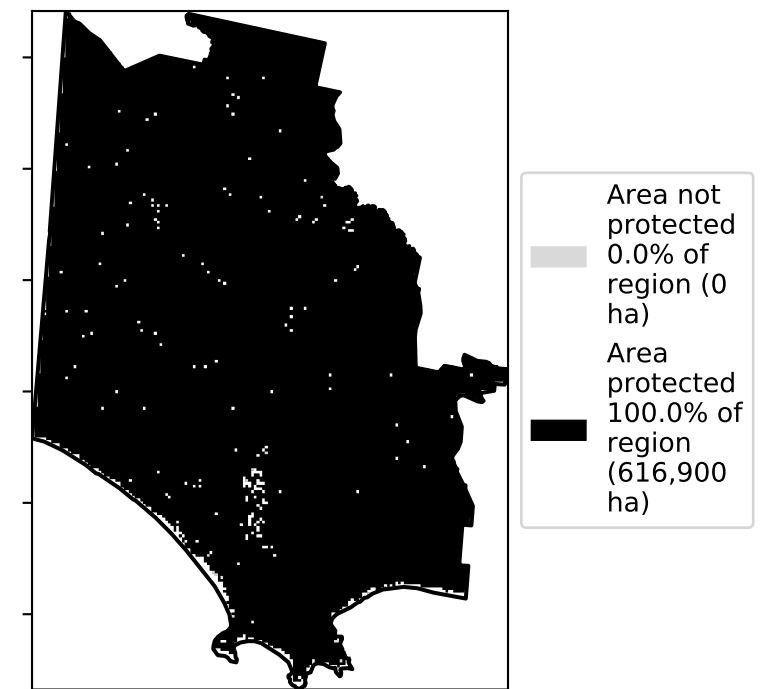 Area not
protected
0.0% of
region (0
ha)
Area
protected
100.0% of
region
(616,900
ha)